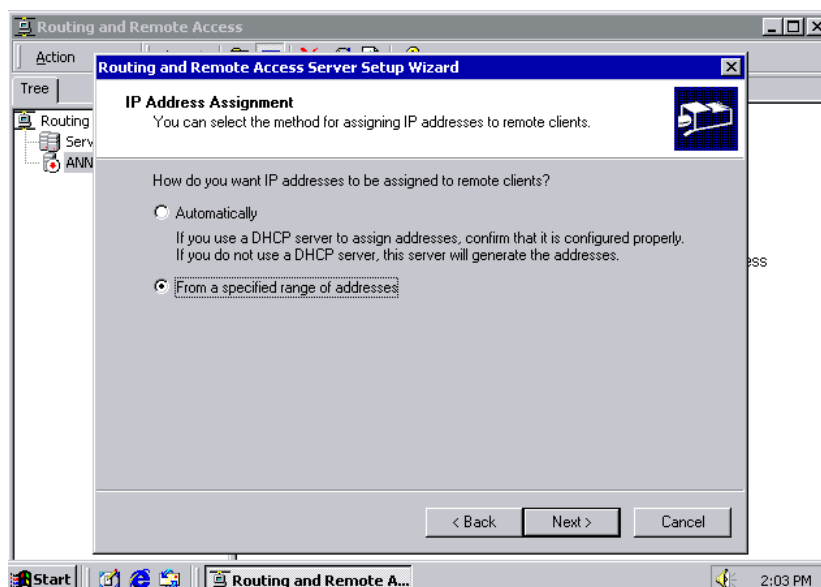 Routing and Remote Access
Action
Routing and Remote Access Server Setup Wizard
Tree
IP Address Assignment
You can select the method for assigning IP addresses to remote clients.
Routing
Serv
ANN
How do you want IP addresses to be assigned to remote clients?
Automatically
If you use a DHCP server to assign addresses, confirm that it is configured properly.
If you do not use a DHCP server, this server will generate the addresses.
ess
From a specified range of addresses
< Back
Next >
Cancel
Start
Routing and Remote A...
2:03 PM